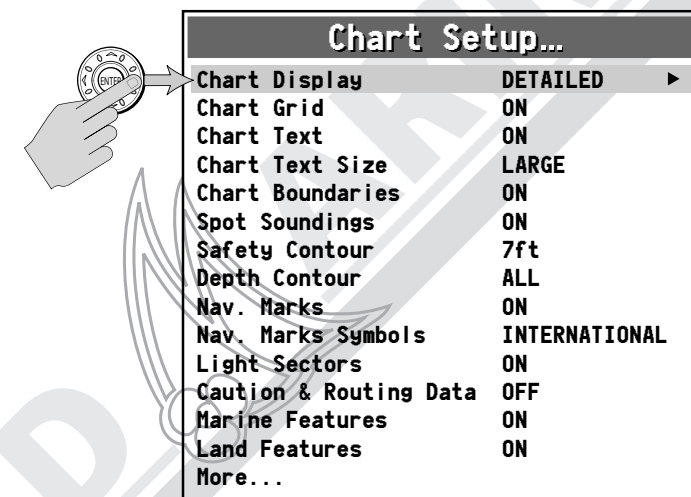 Chart Setup...
ENTER
Chart Display DETAILED
Chart Grid ON
Chart Text ON
Chart Text Size LARGE
Chart Boundaries ON
Spot Soundings ON
Safety Contour 7ft
Depth Contour ALL
Nav. Marks ON
Nav. Marks Symbols INTERNATIONAL
Light Sectors ON
Caution & Routing Data OFF
Marine Features ON
Land Features ON
More...